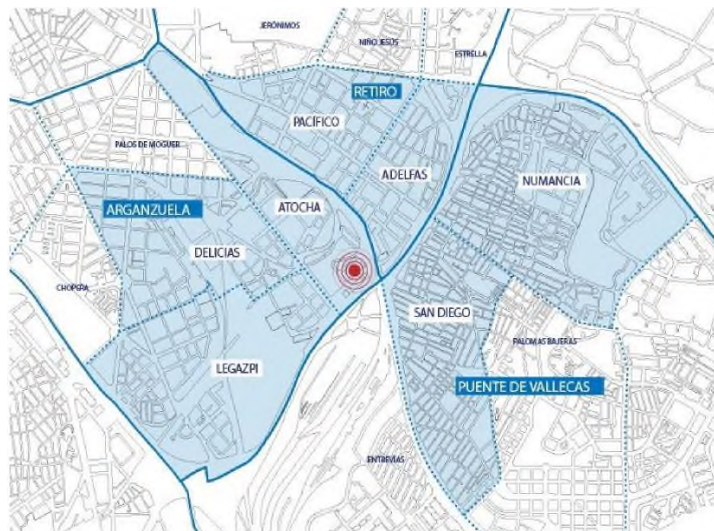 JERÓNIMOS
NIÑO JESÚS
ESTRELLA
RETIRO
PACÍFICO
PALOS DE MOGUER
ADELFAS
NUMANCIA
ATOCHA
ARGANZUELA
DELICIAS
CHOPERA
SAN DIEGO
PALOMAS BAJERAS
LEGAZPI
PUENTE DE VALLECAS
ENTREVÍAS